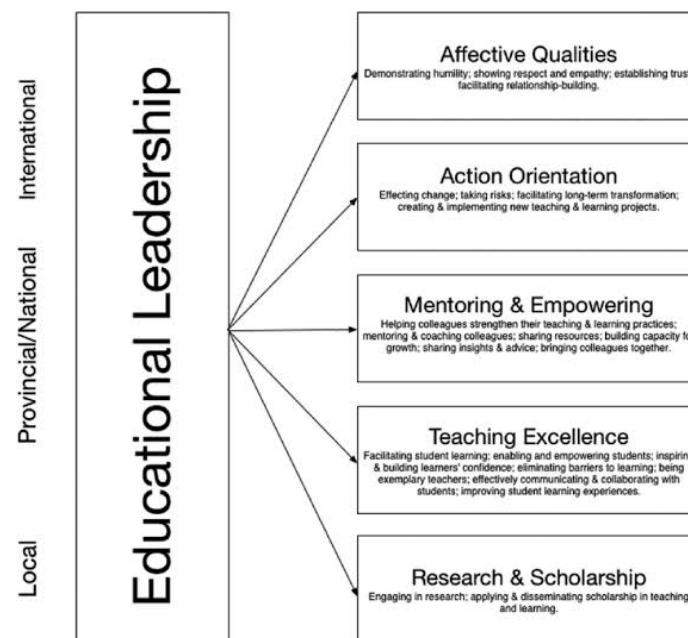 International
Provincial/National
Local
Educational Leadership
Affective Qualities
Demonstrating humility; showing respect and empathy; establishing trust
facilitating relationship-building.
Action Orientation
Effecting change; taking risks; facilitating long-term transformation;
creating & implementing new teaching & learning projects.
Mentoring & Empowering
Helping colleagues strengthen their teaching & learning practices;
mentoring & coaching colleagues; sharing resources; building capacity fo
growth; sharing insights & advice; bringing colleagues together.
Teaching Excellence
Facilitating student learning; enabling and empowering students; inspirin
& building learners' confidence; eliminating barriers to learning; being
exemplary teachers; effectively communicating & collaborating with
students; improving student learning experiences.
Research & Scholarship
Engaging in research; applying & disseminating scholarship in teaching
and learning.